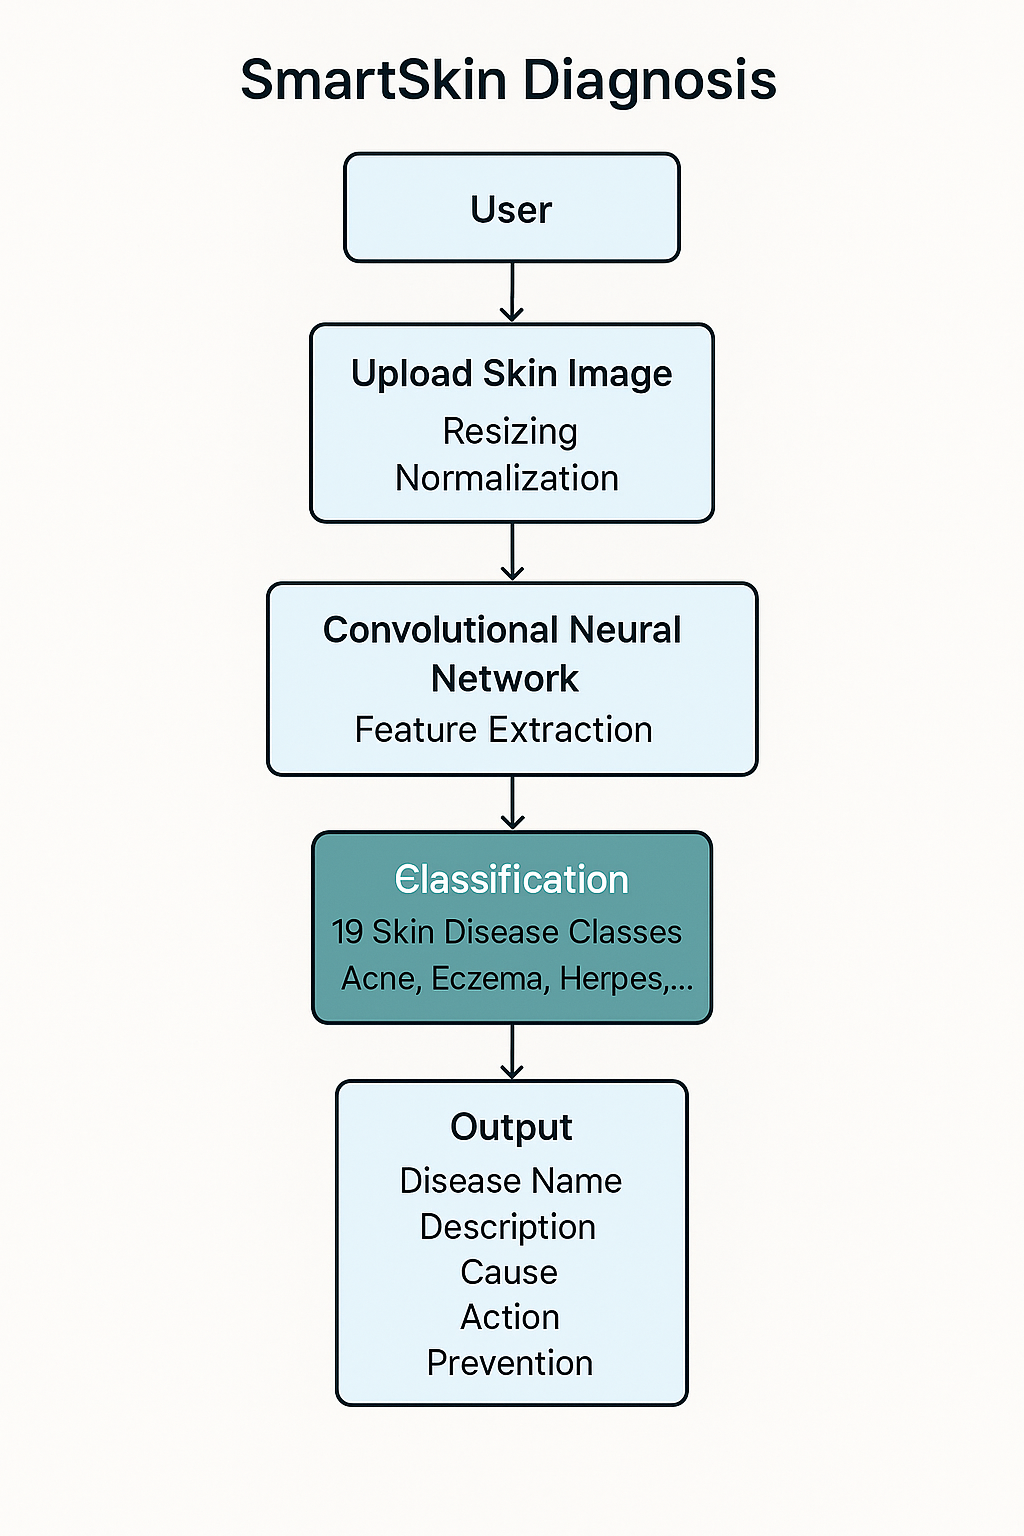 SmartSkin Diagnosis
User
Upload Skin Image
Resizing
Normalization
Convolutional Neural
Network
Feature Extraction
Єlassification
19 Skin Disease Classes
Acne, Eczema, Herpes,...
Output
Disease Name
Description
Cause
Action
Prevention